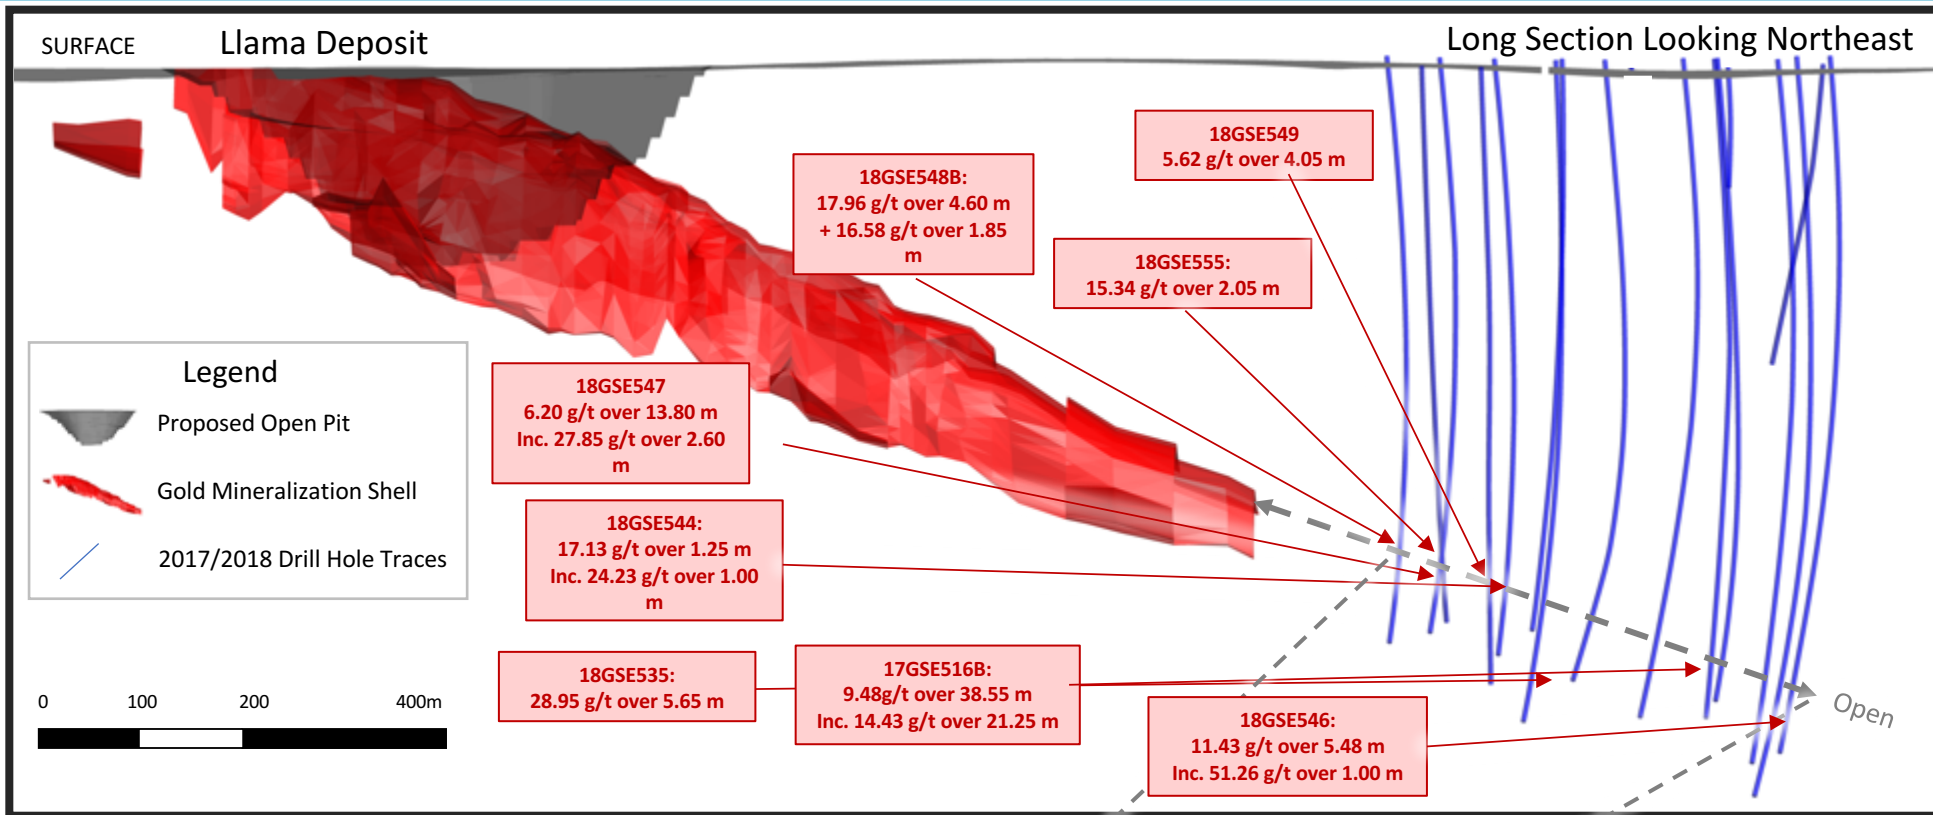 SURFACE
Llama Deposit
Long Section Looking Northeast
18GSE549
5.62 g/t over 4.05 m
18GSE548B:
17.96 g/t over 4.60 m
+ 16.58 g/t over 1.85
m
18GSE555:
15.34 g/t over 2.05 m
Legend
Proposed Open Pit
Gold Mineralization Shell
2017/2018 Drill Hole Traces
18GSE547
6.20 g/t over 13.80 m
Inc. 27.85 g/t over 2.60
m
18GSE544:
17.13 g/t over 1.25 m
Inc. 24.23 g/t over 1.00
m
18GSE535:
28.95 g/t over 5.65 m
17GSE516B:
9.48g/t over 38.55 m
Inc. 14.43 g/t over 21.25 m
18GSE546:
11.43 g/t over 5.48 m
Inc. 51.26 g/t over 1.00 m
Open
0 100 200 400m